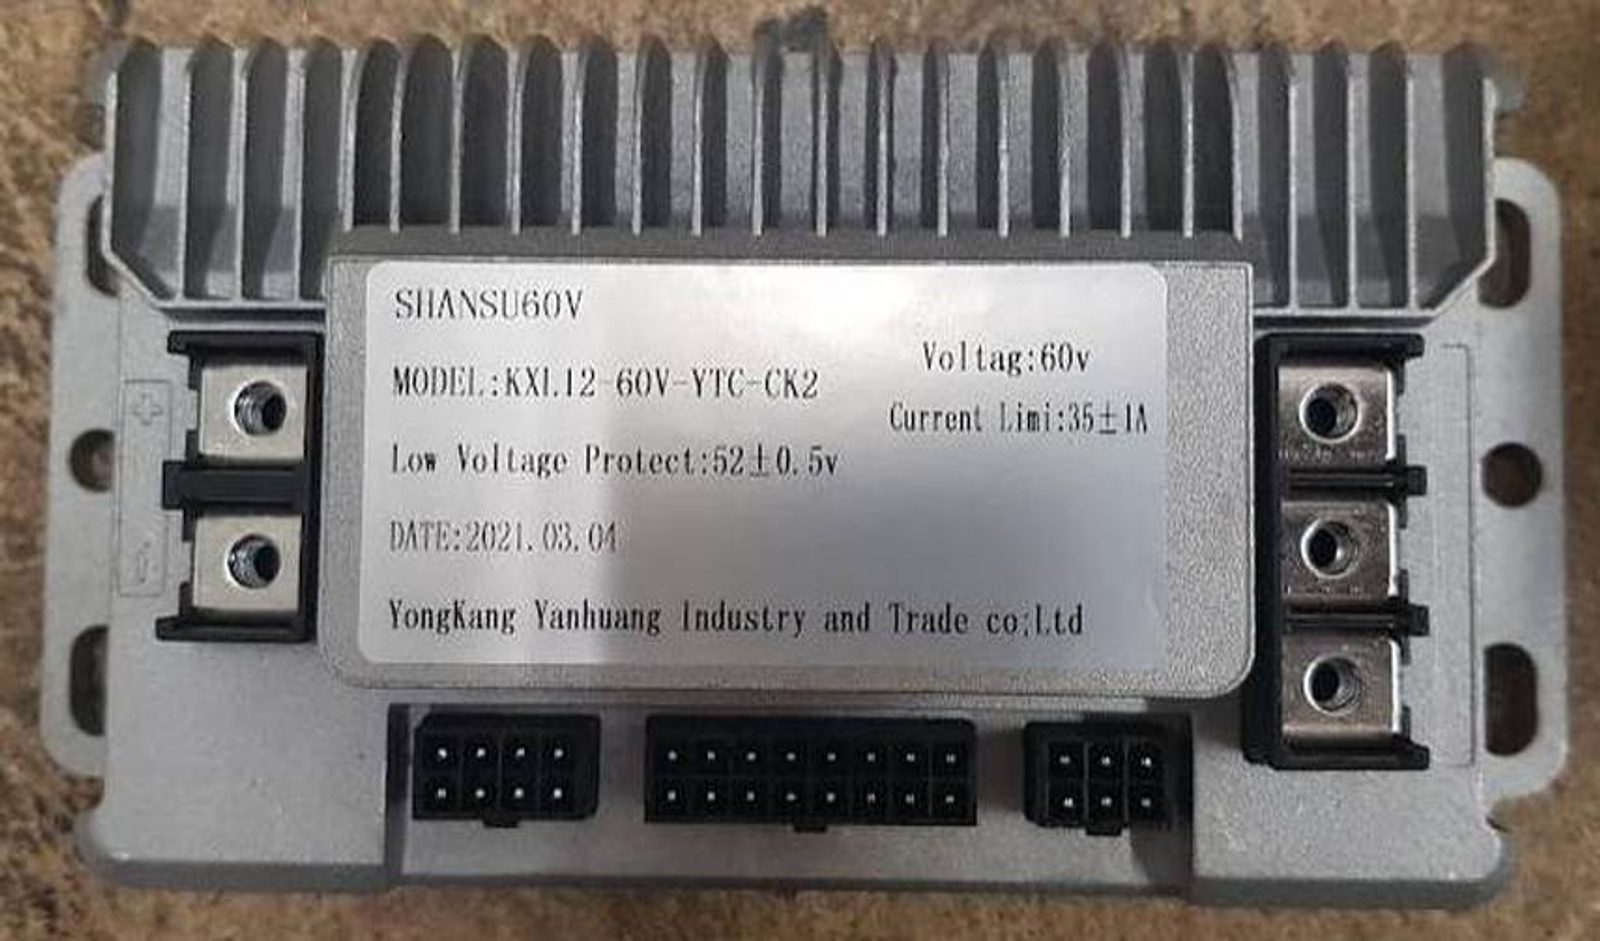 SHANSU60V
Voltag:60v
MODEL:KXL12-60V-YTC-CK2
Current Limi:35±1A
Low Voltage Protect:52±0.5v
DATE:2021.03.04
YongKang Yanhuang Industry and Trade co;Ltd
+
-